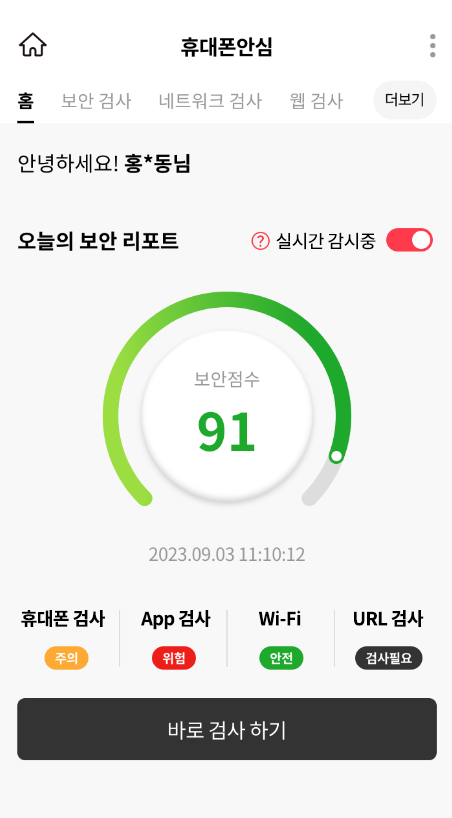 휴대폰안심
홈 보안 검사 네트워크 검사 웹 검사 더보기
안녕하세요! 홍*동님
오늘의 보안 리포트 ? 실시간 감시중
보안점수
91
2023.09.03 11:10:12
휴대폰 검사 App 검사 Wi-Fi URL 검사
주의 위험 안전 검사필요
바로 검사 하기